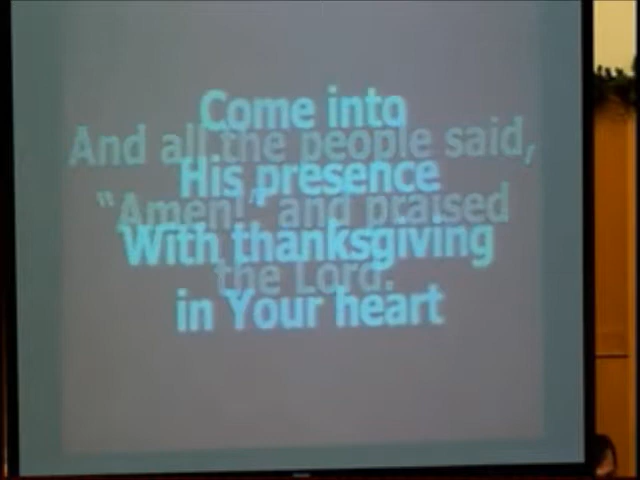 Come into
And all the people said,
His presence
"Amen!" and praised
With thanksgiving
the Lord.
in Your heart